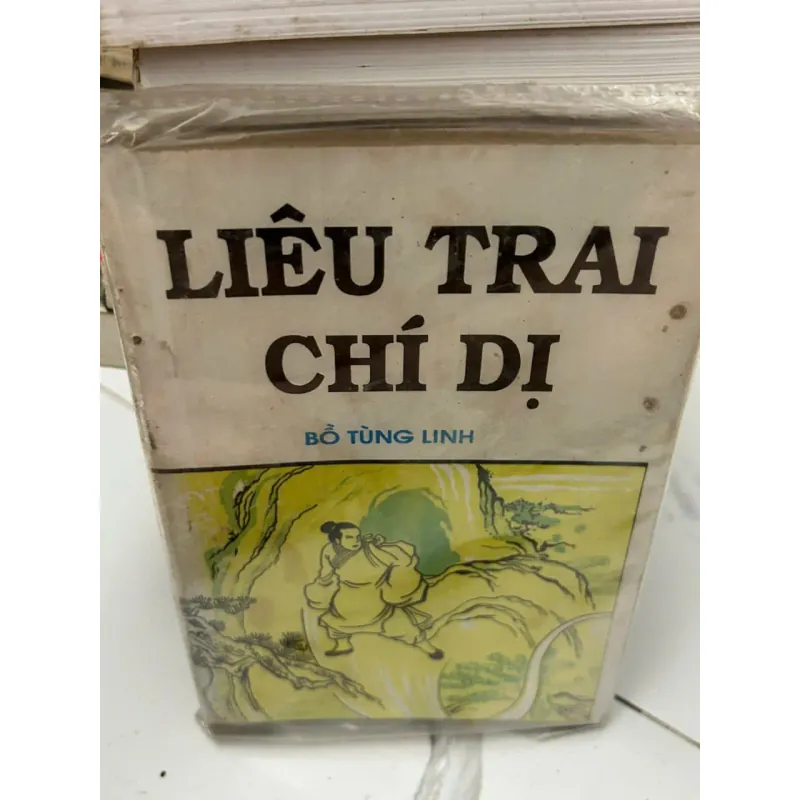 LIÊU TRAI
CHÍ DỊ
BỒ TÙNG LINH